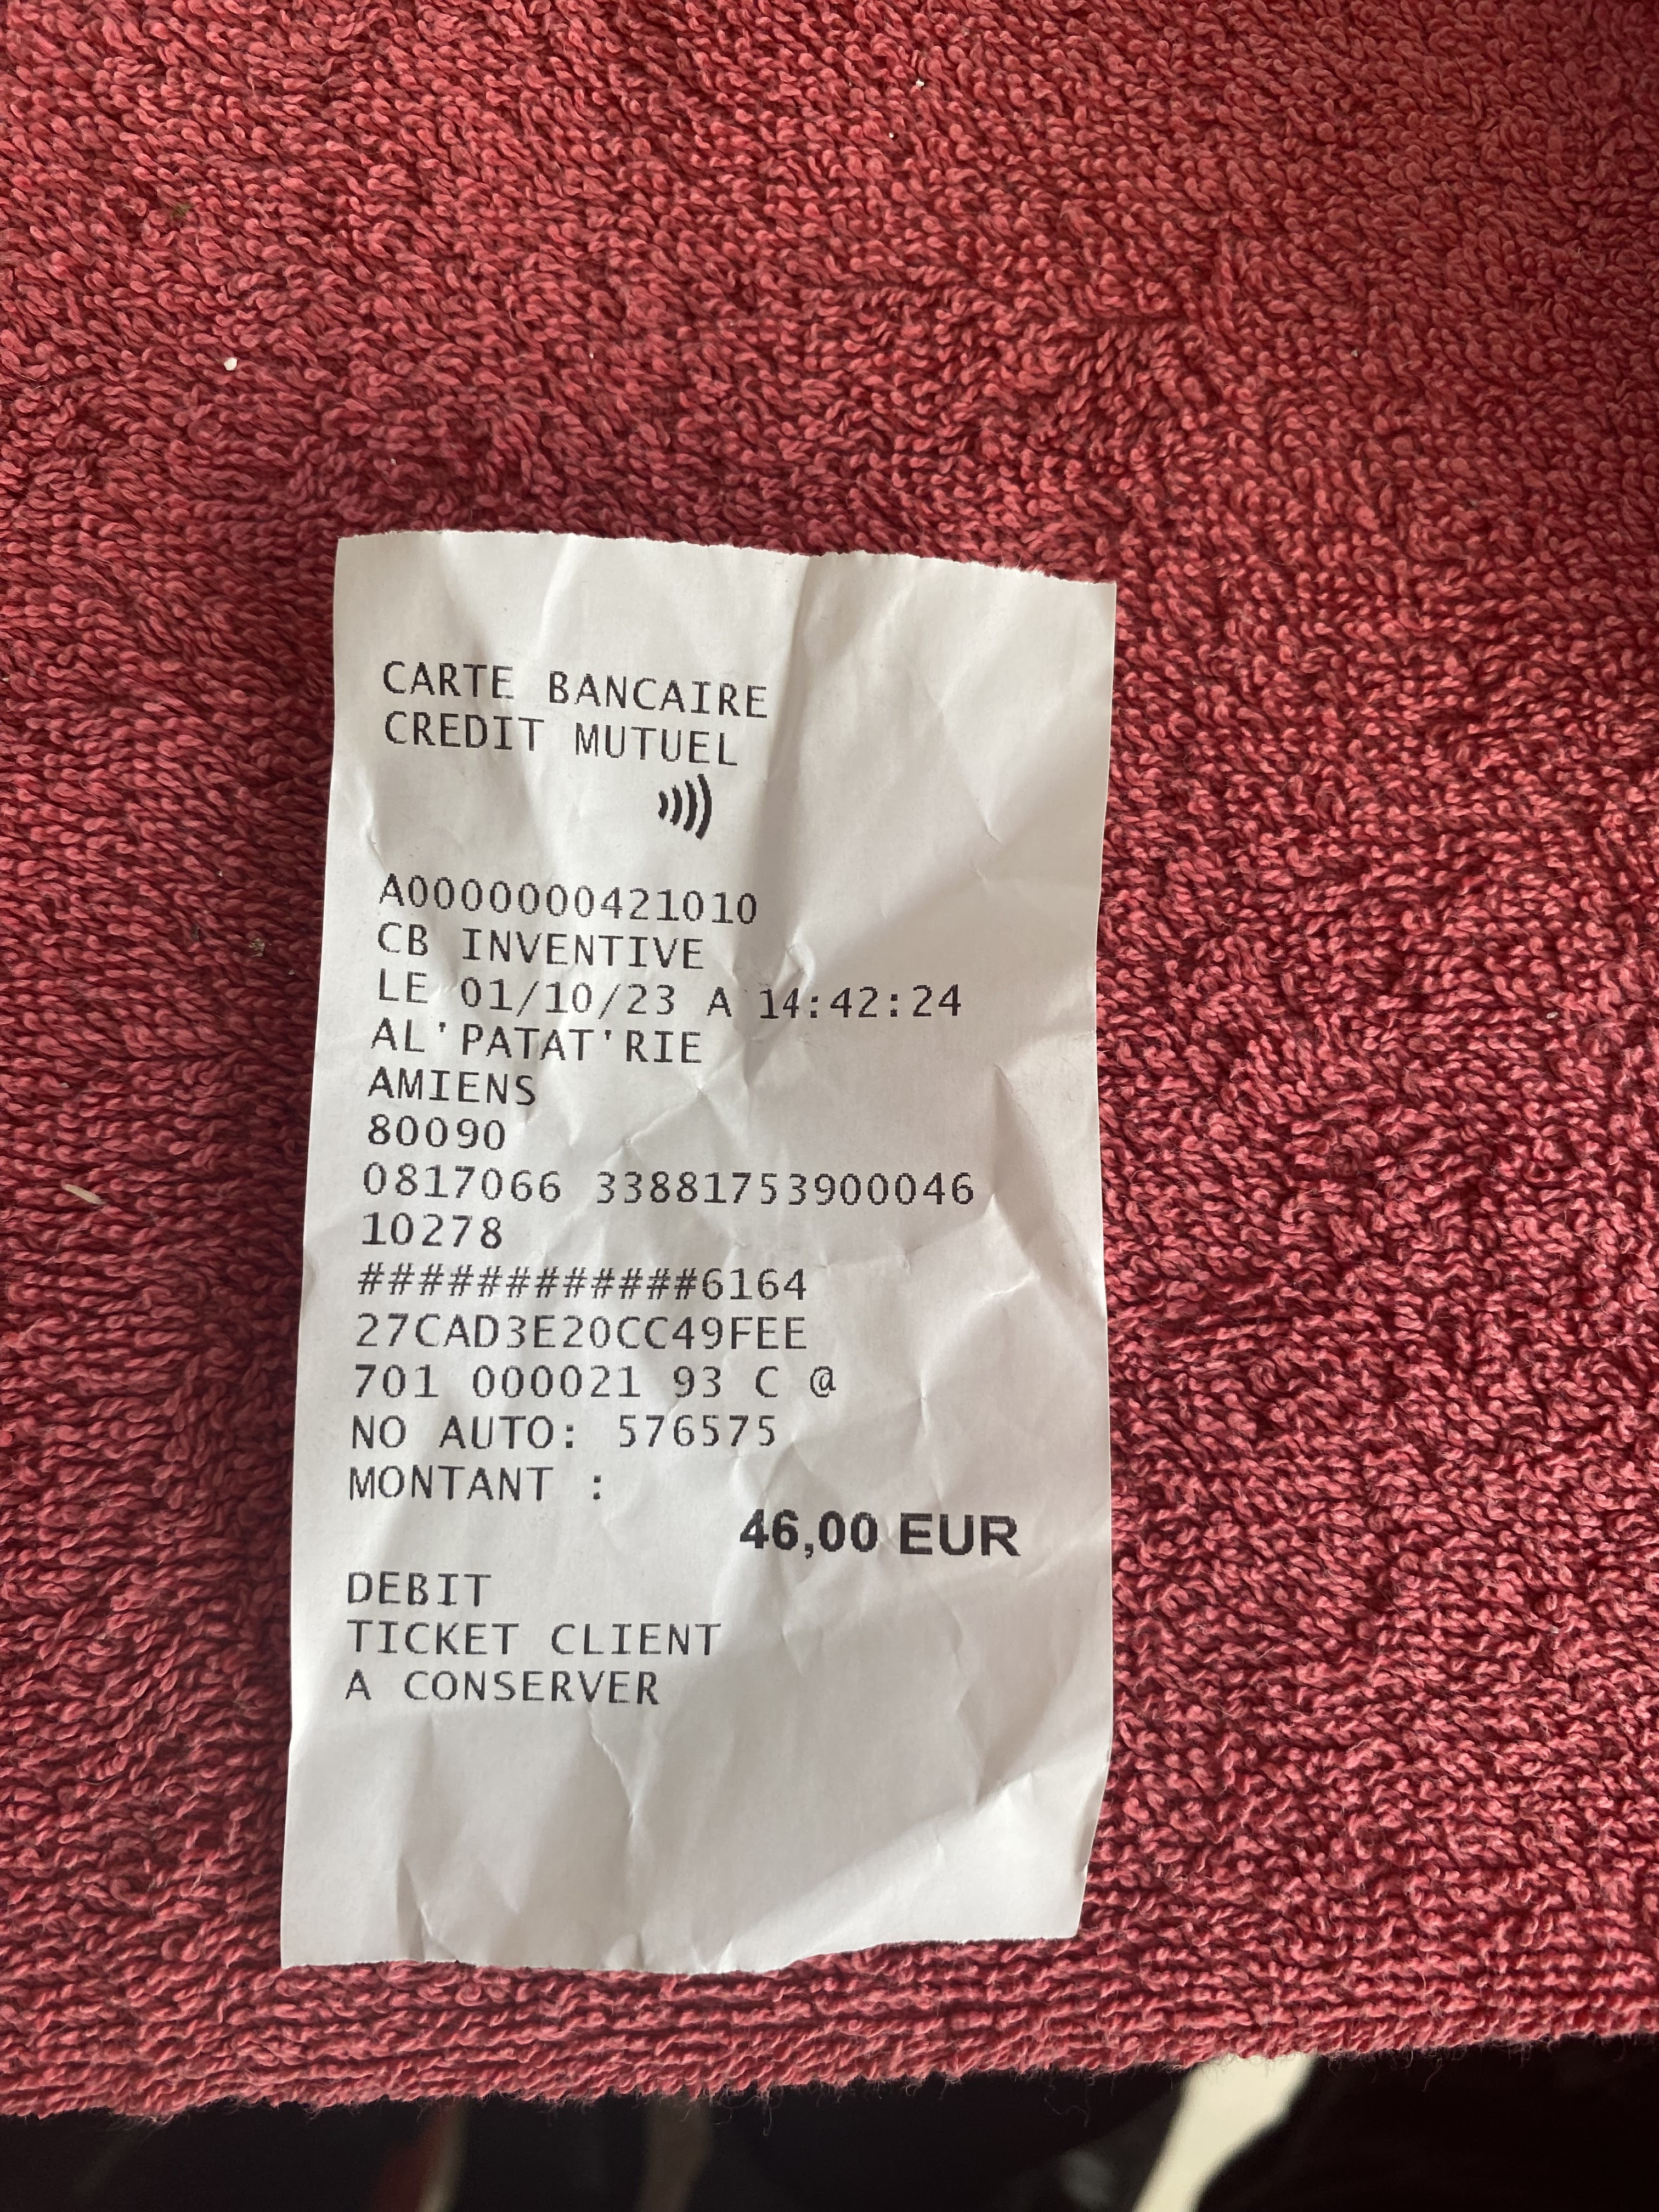 CARTE BANCAIRE
CREDIT MUTUEL
A0000000421010
CB INVENTIVE
LE 01/10/23 A 14:42:24
AL'PATAT'RIE
AMIENS
80090
0817066 33881753900046
10278
############6164
27CAD3E20CC49FEE
701 000021 93 C @
NO AUTO: 576575
MONTANT :
46,00 EUR
DEBIT
TICKET CLIENT
A CONSERVER